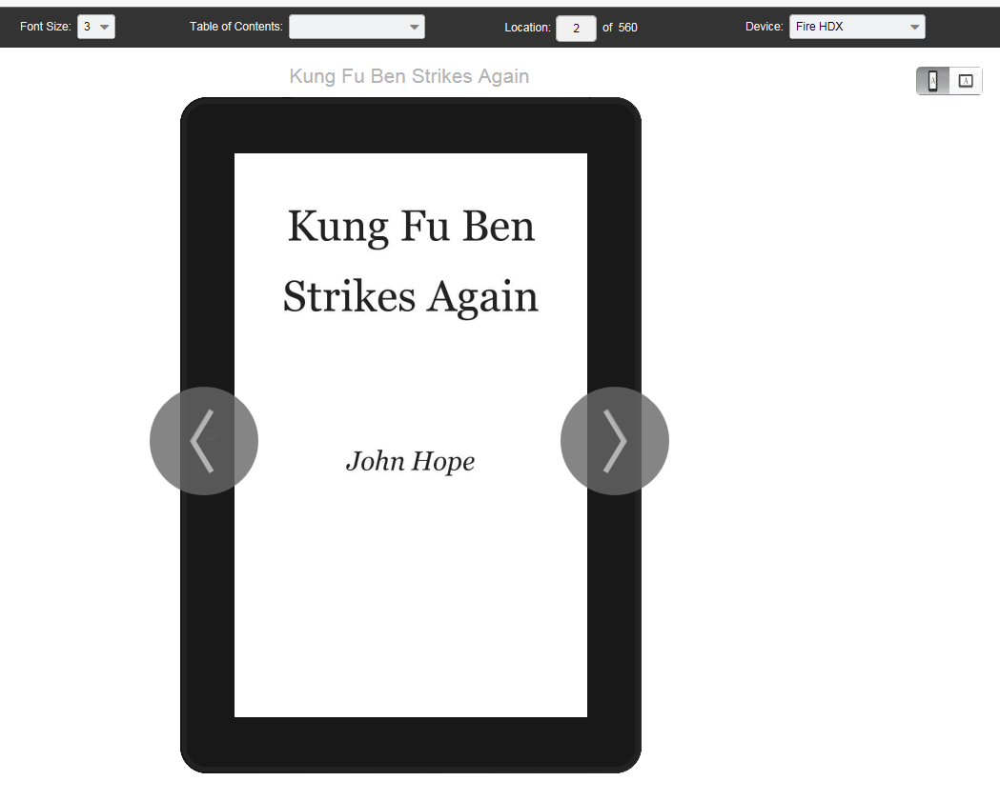 Font Size: 3 Table of Contents: Location: 2 of 560 Device: Fire HDX
Kung Fu Ben Strikes Again
A A
Kung Fu Ben
Strikes Again
John Hope